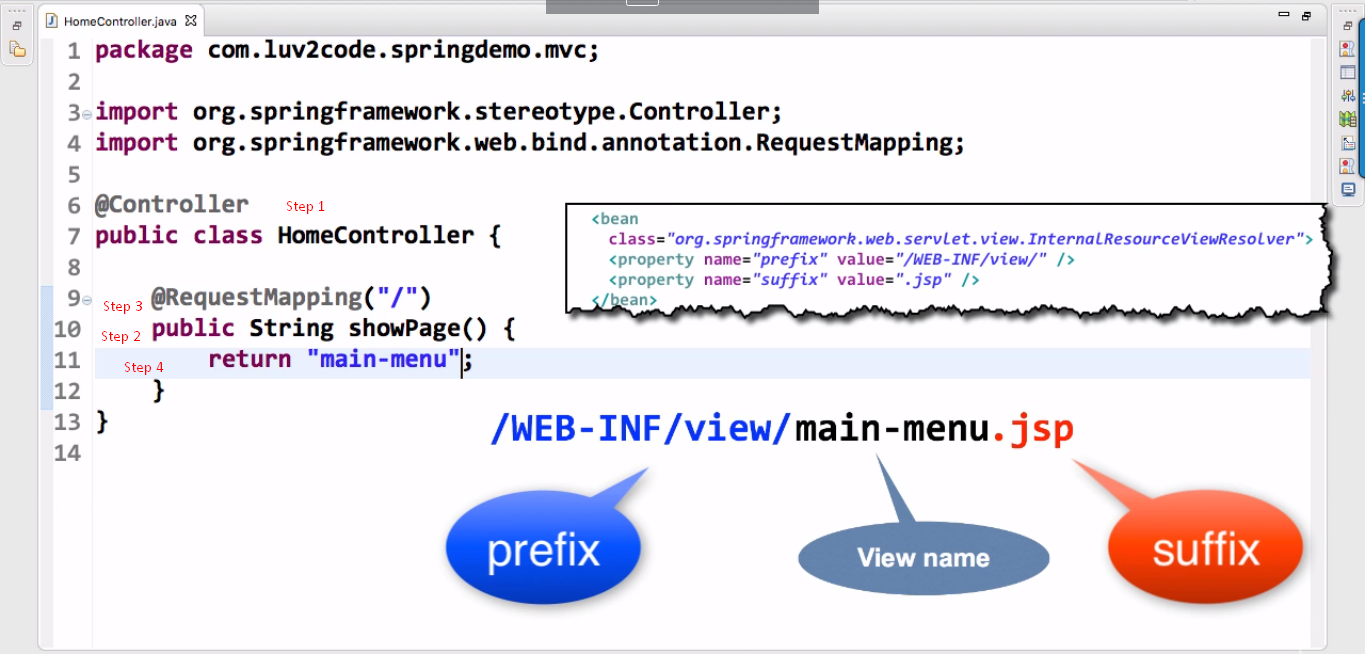 HomeController.java
1 package com.luv2code.springdemo.mvc;
2
3 import org.springframework.stereotype.Controller;
4 import org.springframework.web.bind.annotation.RequestMapping;
5
6 @Controller Step 1
7 public class HomeController {
8
9 Step 3 @RequestMapping("/")
10 Step 2 public String showPage() {
11 Step 4 return "main-menu";
12 }
13 }
14
<bean
class="org.springframework.web.servlet.view.InternalResourceViewResolver">
<property name="prefix" value="/WEB-INF/view/" />
<property name="suffix" value=".jsp" />
</bean>
/WEB-INF/view/main-menu.jsp
prefix
View name
suffix